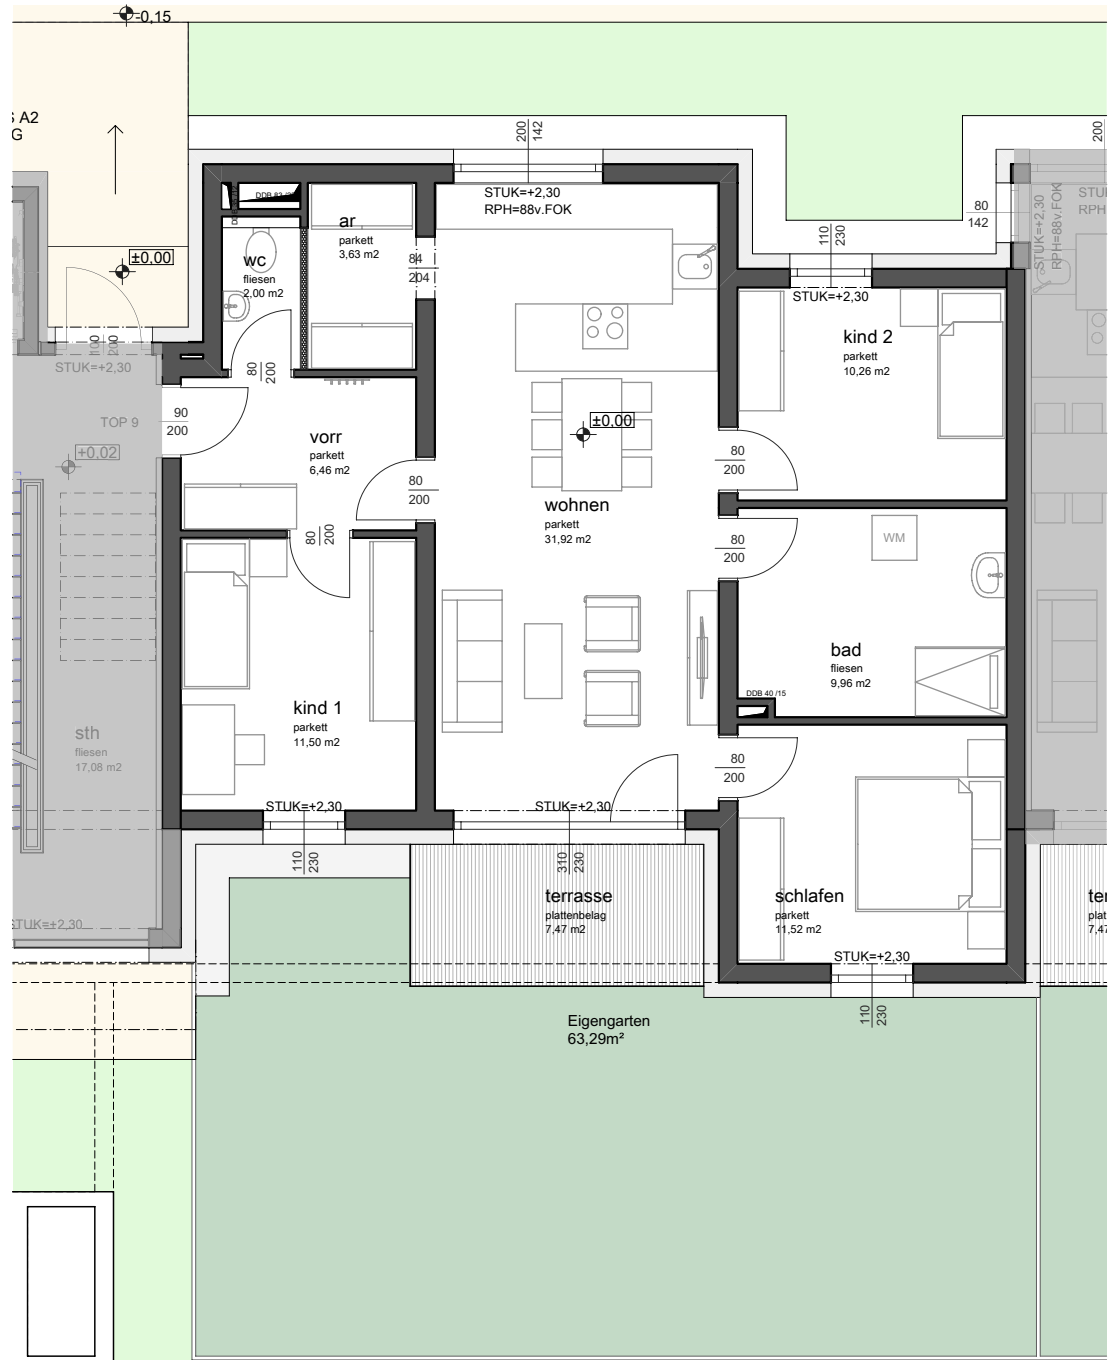 -0,15
A2
G
200
142
200
STUK=+2,30
RPH=88v.FOK
80
142
STUK=+2,30
RPH=88v.FOK
STU
RPH
110
230
STUK=+2,30
ar
parkett
3,63 m2
wc
fliesen
2,00 m2
84
204
±0,00
100
200
STUK=+2,30
kind 2
parkett
10,26 m2
80
200
TOP 9
90
200
±0,00
+0,02
vorr
parkett
6,46 m2
80
200
80
200
wohnen
parkett
31,92 m2
80
200
80
200
WM
bad
fliesen
9,96 m2
DDB 40 /15
kind 1
parkett
11,50 m2
sth
fliesen
17,08 m2
80
200
STUK=+2,30
STUK=+2,30
110
230
310
230
terrasse
plattenbelag
7,47 m2
schlafen
parkett
11,52 m2
ter
plat
7,47
STUK=±2,30
STUK=+2,30
110
230
Eigengarten
63,29m²